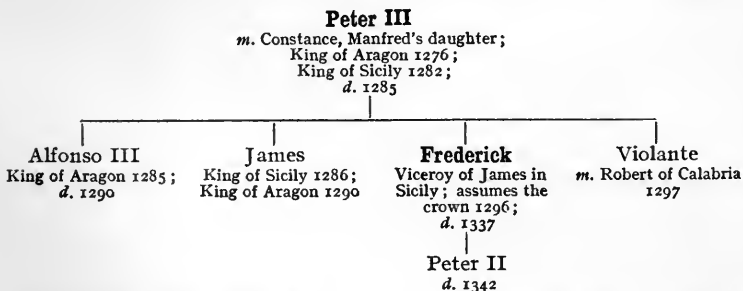 Peter III
m. Constance, Manfred's daughter;
King of Aragon 1276;
King of Sicily 1282;
d. 1285
Alfonso III
King of Aragon 1285;
d. 1290
James
King of Sicily 1286;
King of Aragon 1290
Frederick
Viceroy of James in
Sicily; assumes the
crown 1296;
d. 1337
Violante
m. Robert of Calabria
1297
Peter II
d. 1342